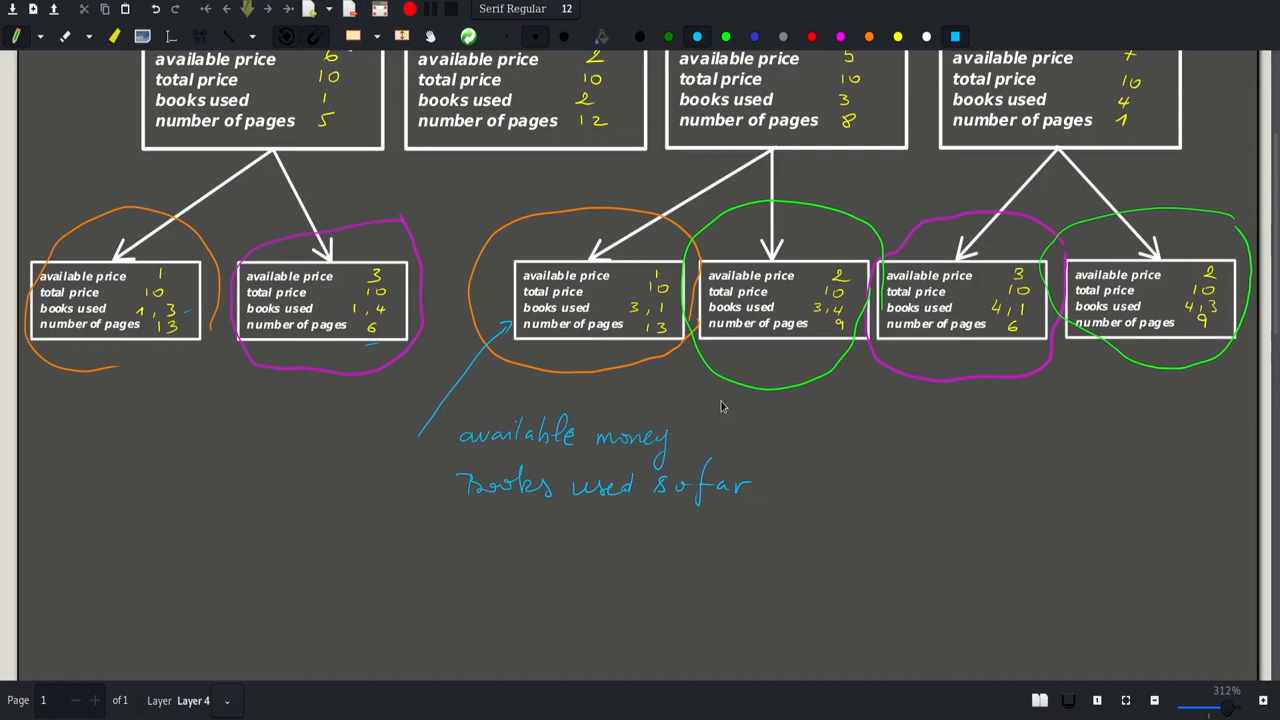 Serif Regular 12
available price 6
total price 10
books used 1
number of pages 5
available price 2
total price 10
books used 2
number of pages 12
available price 5
total price 10
books used 3
number of pages 8
available price 7
total price 10
books used 4
number of pages 1
available price 1
total price 10
books used 1, 3
number of pages 13
available price 3
total price 10
books used 1, 4
number of pages 6
available price 1
total price 10
books used 3, 1
number of pages 13
available price 2
total price 10
books used 3, 4
number of pages 9
available price 3
total price 10
books used 4, 1
number of pages 6
available price 2
total price 10
books used 4, 3
number of pages 9
available money
Books used so far
Page 1 of 1 Layer Layer 4 312%